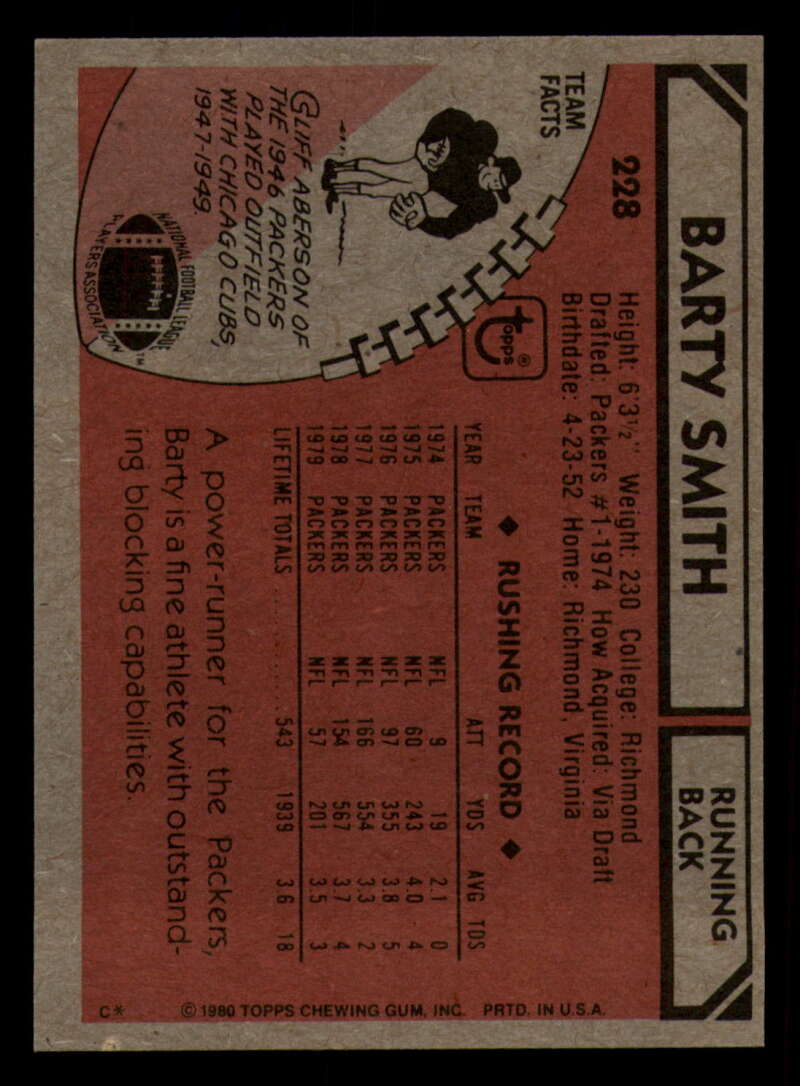 228
BARTY SMITH
RUNNING
BACK
Height: 6'3½" Weight: 230 College: Richmond
Drafted: Packers #1-1974 How Acquired: Via Draft
Birthdate: 4-23-52 Home: Richmond, Virginia
TEAM
FACTS
CLIFF ABERSON OF
THE 1946 PACKERS
PLAYED OUTFIELD
WITH CHICAGO CUBS,
1947-1949.
NATIONAL FOOTBALL LEAGUE
PLAYERS ASSOCIATION
TM
topps®
◆ RUSHING RECORD ◆
YEAR TEAM ATT YDS AVG TDS
1974 PACKERS NFL 9 19 2.1 0
1975 PACKERS NFL 60 243 4.0 4
1976 PACKERS NFL 97 355 3.8 5
1977 PACKERS NFL 166 554 3.3 2
1978 PACKERS NFL 154 567 3.7 4
1979 PACKERS NFL 57 201 3.5 3
LIFETIME TOTALS .......... 543 1939 3.6 18
A power-runner for the Packers,
Barty is a fine athlete with outstand-
ing blocking capabilities.
C* © 1980 TOPPS CHEWING GUM, INC. PRTD. IN U.S.A.